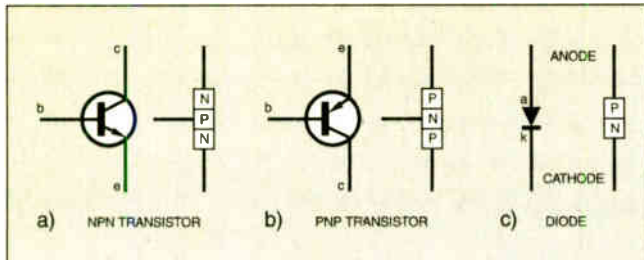 c
b
e
N
P
N
a) NPN TRANSISTOR
e
b
c
P
N
P
b) PNP TRANSISTOR
ANODE
a
k
CATHODE
P
N
c) DIODE